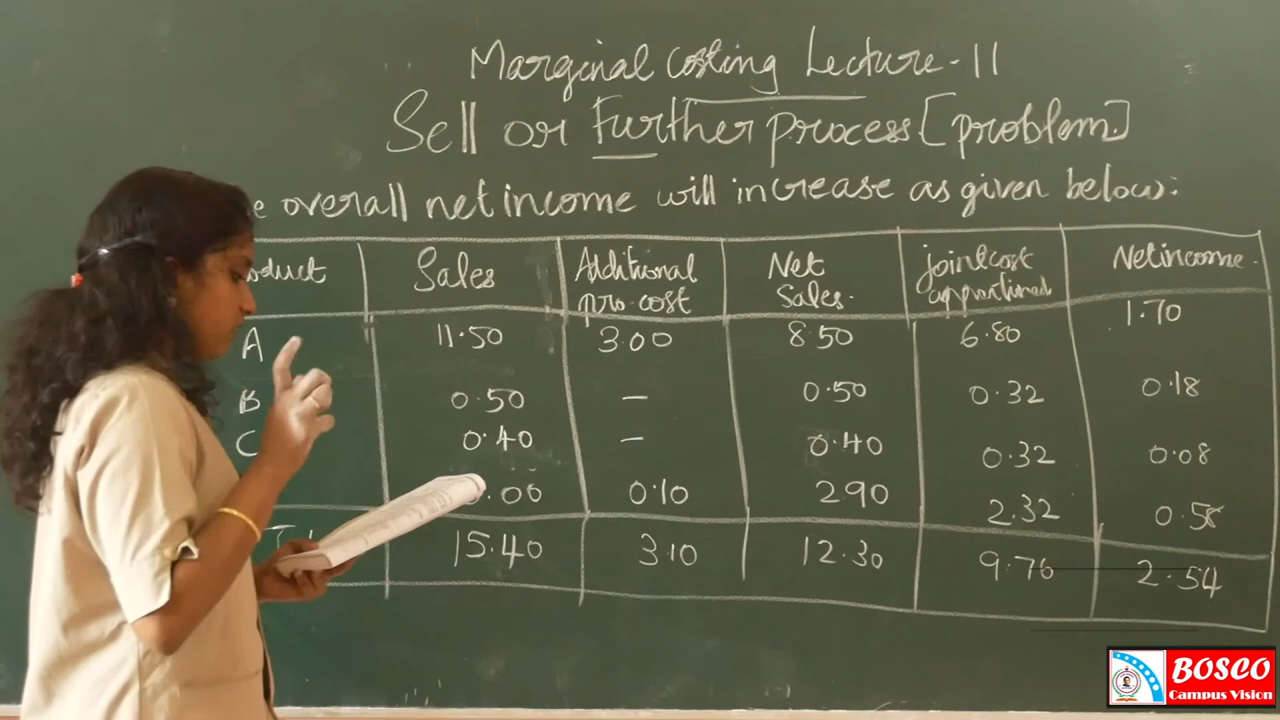 Marginal Costing Lecture-11
Sell or Further process [problem]
overall net income will increase as given below:
oduct Sales Additional pro.cost Net Sales. joint cost apportioned Net income.
A 11.50 3.00 8.50 6.80 1.70
B 0.50 — 0.50 0.32 0.18
C 0.40 — 0.40 0.32 0.08
.00 0.10 290 2.32 0.58
15.40 3.10 12.30 9.76 2.54
BOSCO
Campus Vision